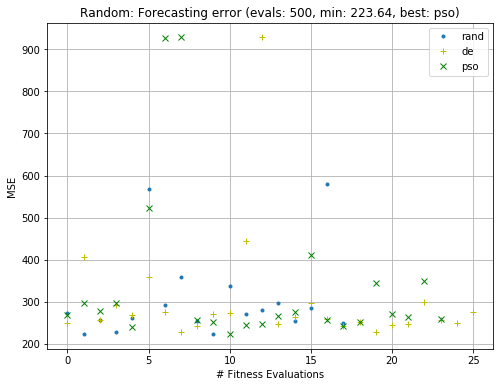 Random: Forecasting error (evals: 500, min: 223.64, best: pso)
rand
de
pso
900
800
700
600
500
400
300
200
MSE
0 5 10 15 20 25
# Fitness Evaluations